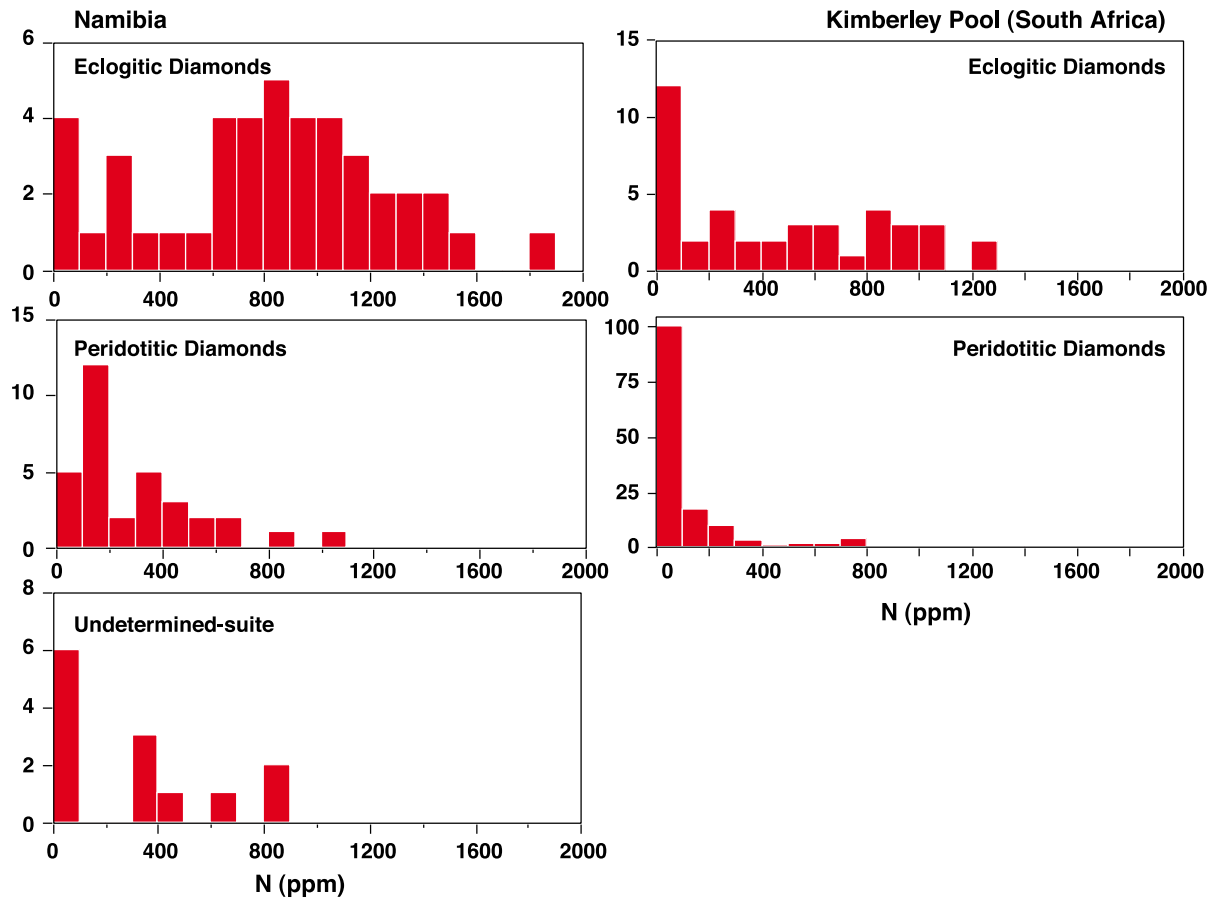 Namibia
Kimberley Pool (South Africa)
6
4
2
0
Eclogitic Diamonds
0 400 800 1200 1600 2000
15
10
5
0
Eclogitic Diamonds
0 400 800 1200 1600 2000
15
10
5
0
Peridotitic Diamonds
0 400 800 1200 1600 2000
100
75
50
25
0
Peridotitic Diamonds
0 400 800 1200 1600 2000
N (ppm)
8
6
4
2
0
Undetermined-suite
0 400 800 1200 1600 2000
N (ppm)